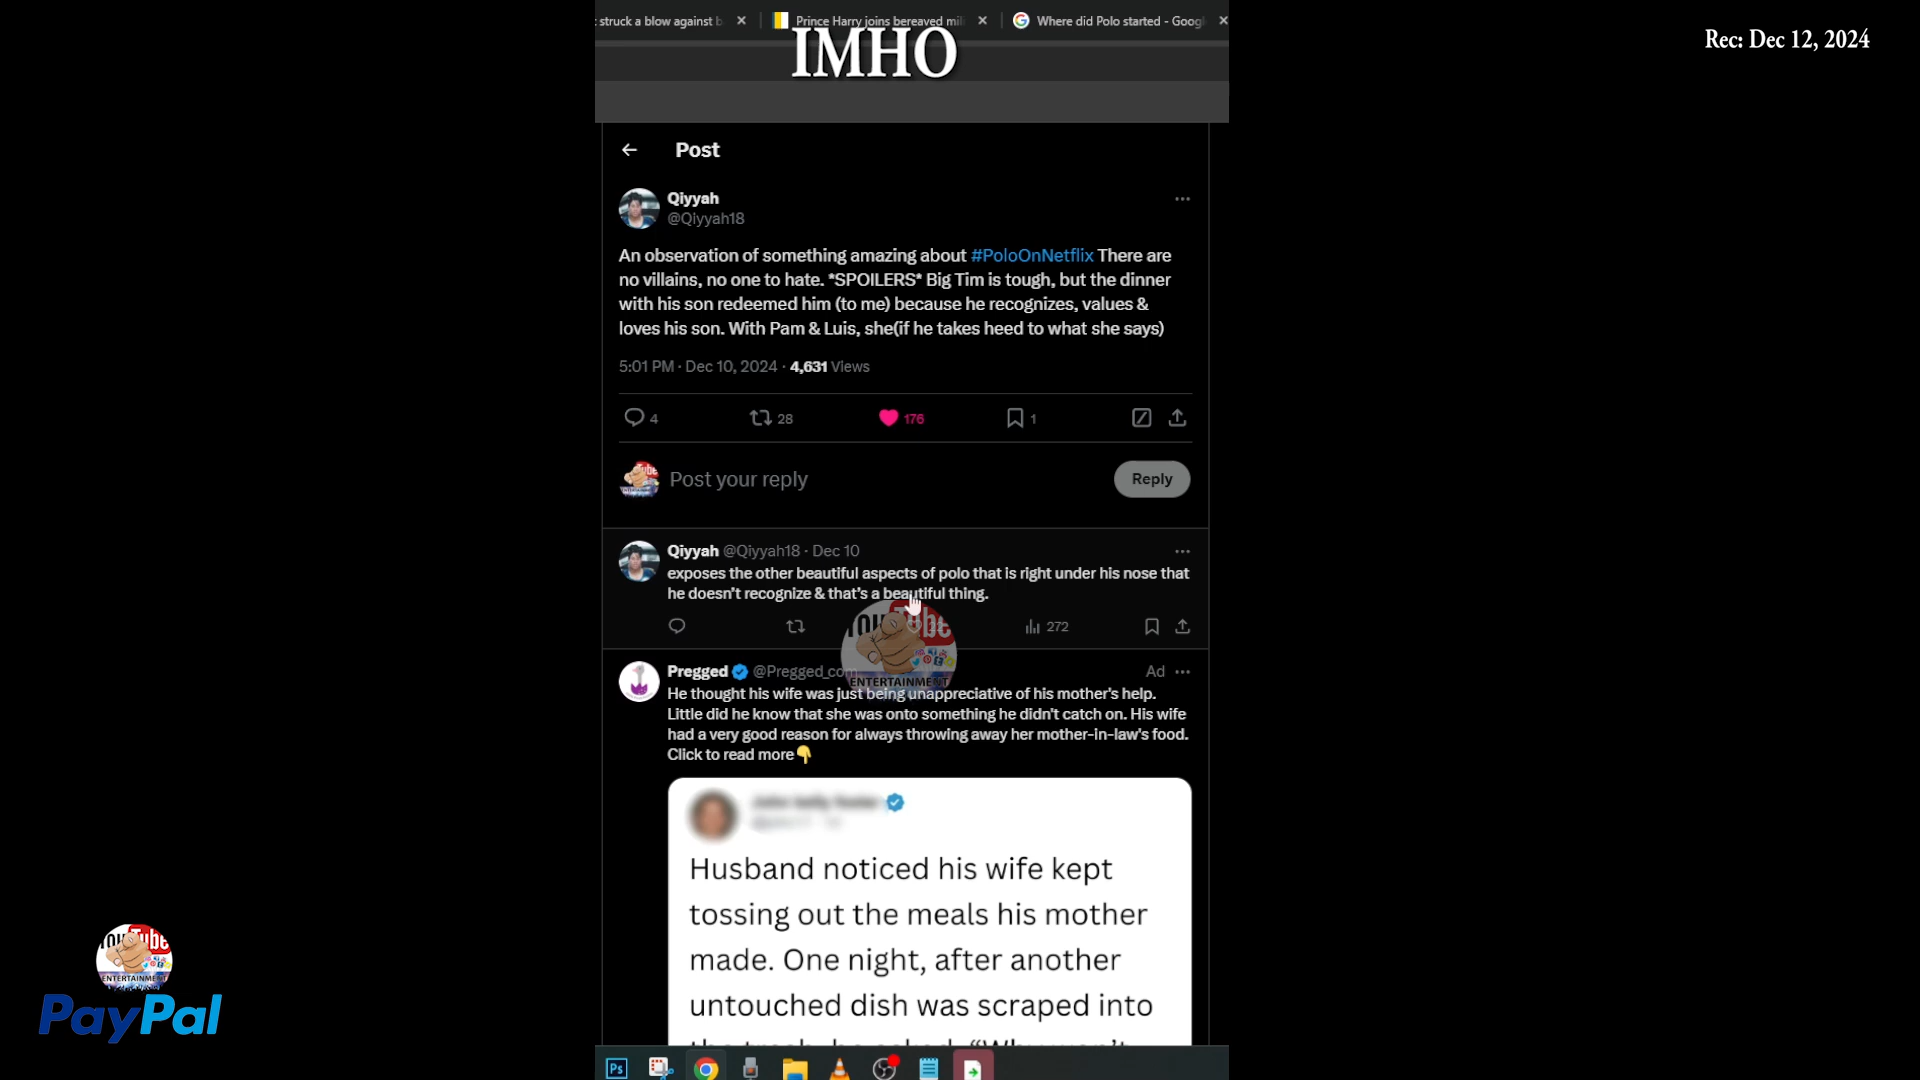 struck a blow against b
Prince Harry joins bereaved mil
Where did Polo started - Goog
IMHO
Rec: Dec 12, 2024
Post
Qiyyah
@Qiyyah18
An observation of something amazing about #PoloOnNetflix There are
no villains, no one to hate. *SPOILERS* Big Tim is tough, but the dinner
with his son redeemed him (to me) because he recognizes, values &
loves his son. With Pam & Luis, she(if he takes heed to what she says)
5:01 PM · Dec 10, 2024 · 4,631 Views
4 28 176 1
Post your reply
Reply
Qiyyah @Qiyyah18 · Dec 10
exposes the other beautiful aspects of polo that is right under his nose that
he doesn't recognize & that's a beautiful thing.
272
YouTube
ENTERTAINMENT
Pregged @Pregged_com
Ad
He thought his wife was just being unappreciative of his mother's help.
Little did he know that she was onto something he didn't catch on. His wife
had a very good reason for always throwing away her mother-in-law's food.
Click to read more👇
Husband noticed his wife kept
tossing out the meals his mother
made. One night, after another
untouched dish was scraped into
YouTube
ENTERTAINMENT
PayPal
Ps